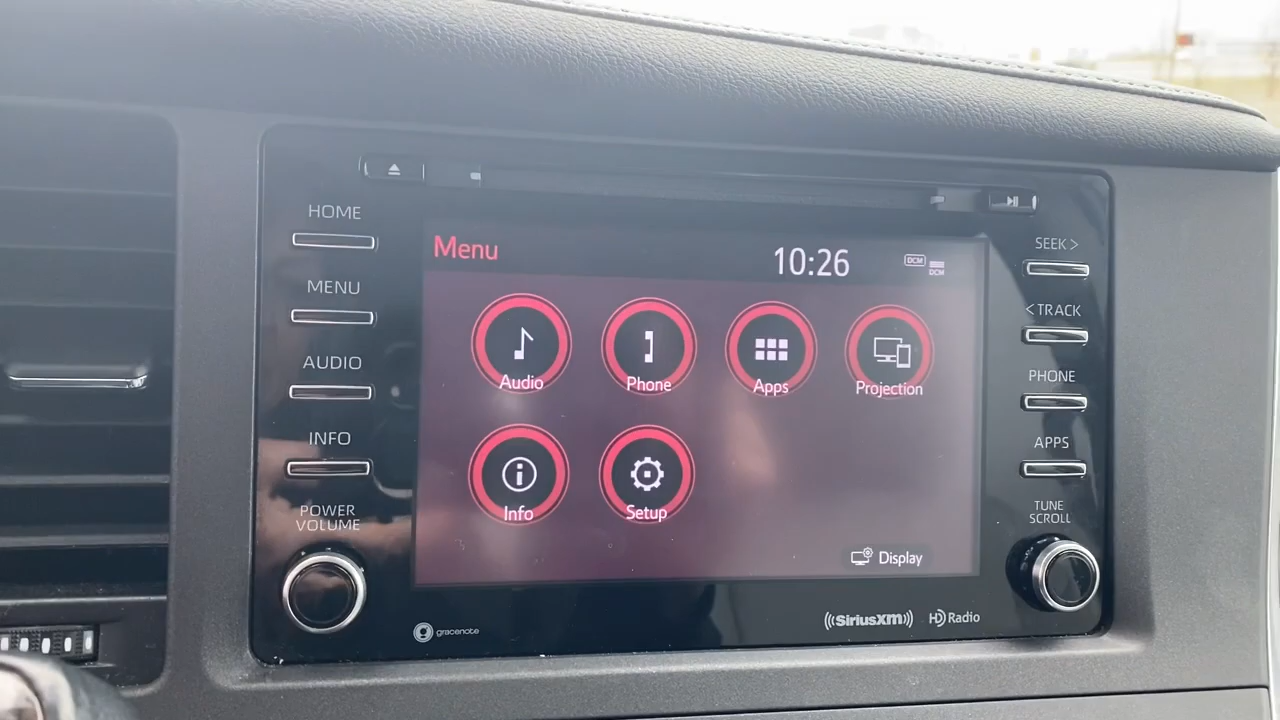 HOME
MENU
AUDIO
INFO
POWER
VOLUME
Menu
10:26
DCM
DCM
Audio
Phone
Apps
Projection
Info
Setup
Display
SEEK >
< TRACK
PHONE
APPS
TUNE
SCROLL
gracenote
((SiriusXM))
HD Radio